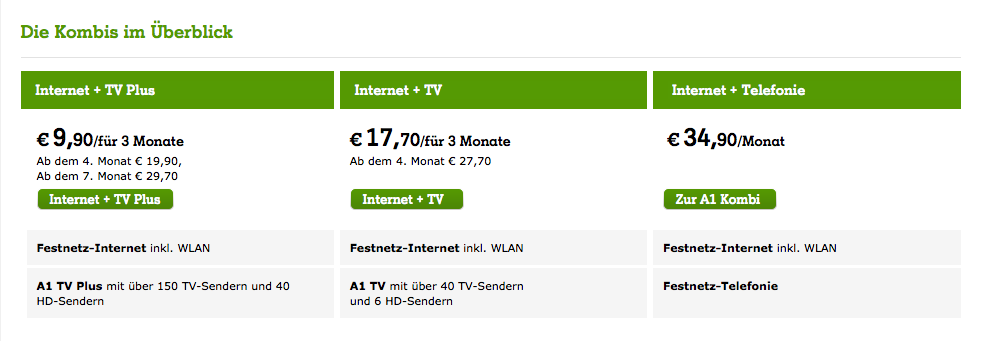 Die Kombis im Überblick
Internet + TV Plus
€ 9,90/für 3 Monate
Ab dem 4. Monat € 19,90,
Ab dem 7. Monat € 29,70
Internet + TV Plus
Festnetz-Internet inkl. WLAN
A1 TV Plus mit über 150 TV-Sendern und 40
HD-Sendern
Internet + TV
€ 17,70/für 3 Monate
Ab dem 4. Monat € 27,70
Internet + TV
Festnetz-Internet inkl. WLAN
A1 TV mit über 40 TV-Sendern
und 6 HD-Sendern
Internet + Telefonie
€ 34,90/Monat
Zur A1 Kombi
Festnetz-Internet inkl. WLAN
Festnetz-Telefonie